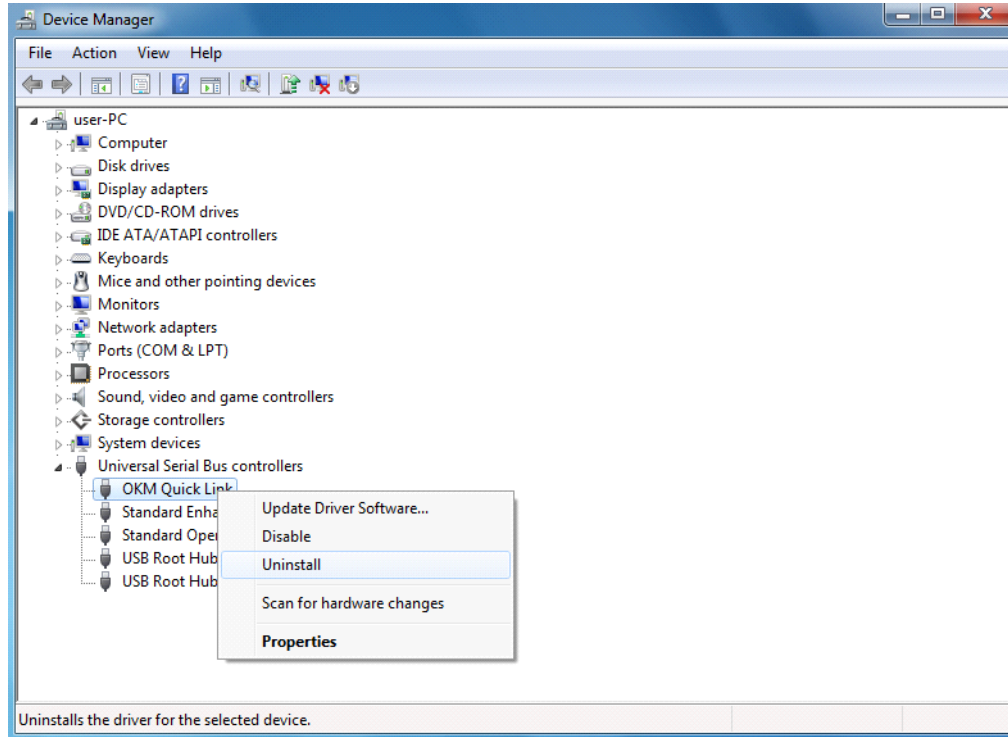 Device Manager
File Action View Help
user-PC
Computer
Disk drives
Display adapters
DVD/CD-ROM drives
IDE ATA/ATAPI controllers
Keyboards
Mice and other pointing devices
Monitors
Network adapters
Ports (COM & LPT)
Processors
Sound, video and game controllers
Storage controllers
System devices
Universal Serial Bus controllers
OKM Quick Link
Standard Enha
Standard Oper
USB Root Hub
USB Root Hub
Update Driver Software...
Disable
Uninstall
Scan for hardware changes
Properties
Uninstalls the driver for the selected device.